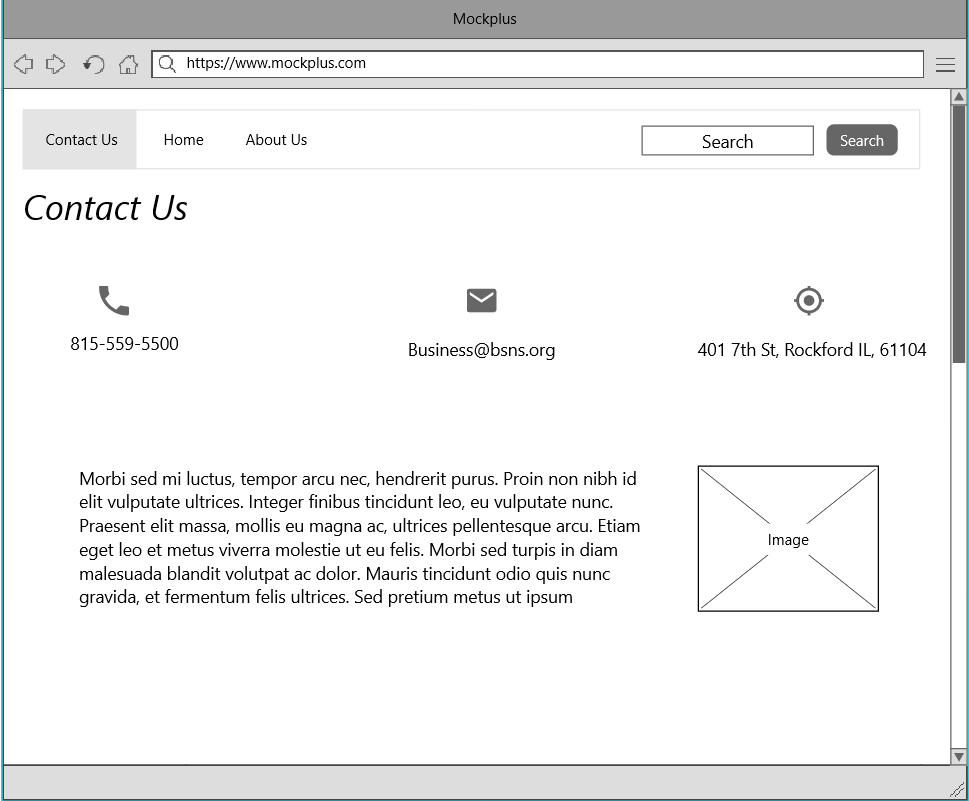 Mockplus
https://www.mockplus.com
Contact Us Home About Us Search Search
Contact Us
815-559-5500
Business@bsns.org
401 7th St, Rockford IL, 61104
Morbi sed mi luctus, tempor arcu nec, hendrerit purus. Proin non nibh id
elit vulputate ultrices. Integer finibus tincidunt leo, eu vulputate nunc.
Praesent elit massa, mollis eu magna ac, ultrices pellentesque arcu. Etiam
eget leo et metus viverra molestie ut eu felis. Morbi sed turpis in diam
malesuada blandit volutpat ac dolor. Mauris tincidunt odio quis nunc
gravida, et fermentum felis ultrices. Sed pretium metus ut ipsum
Image